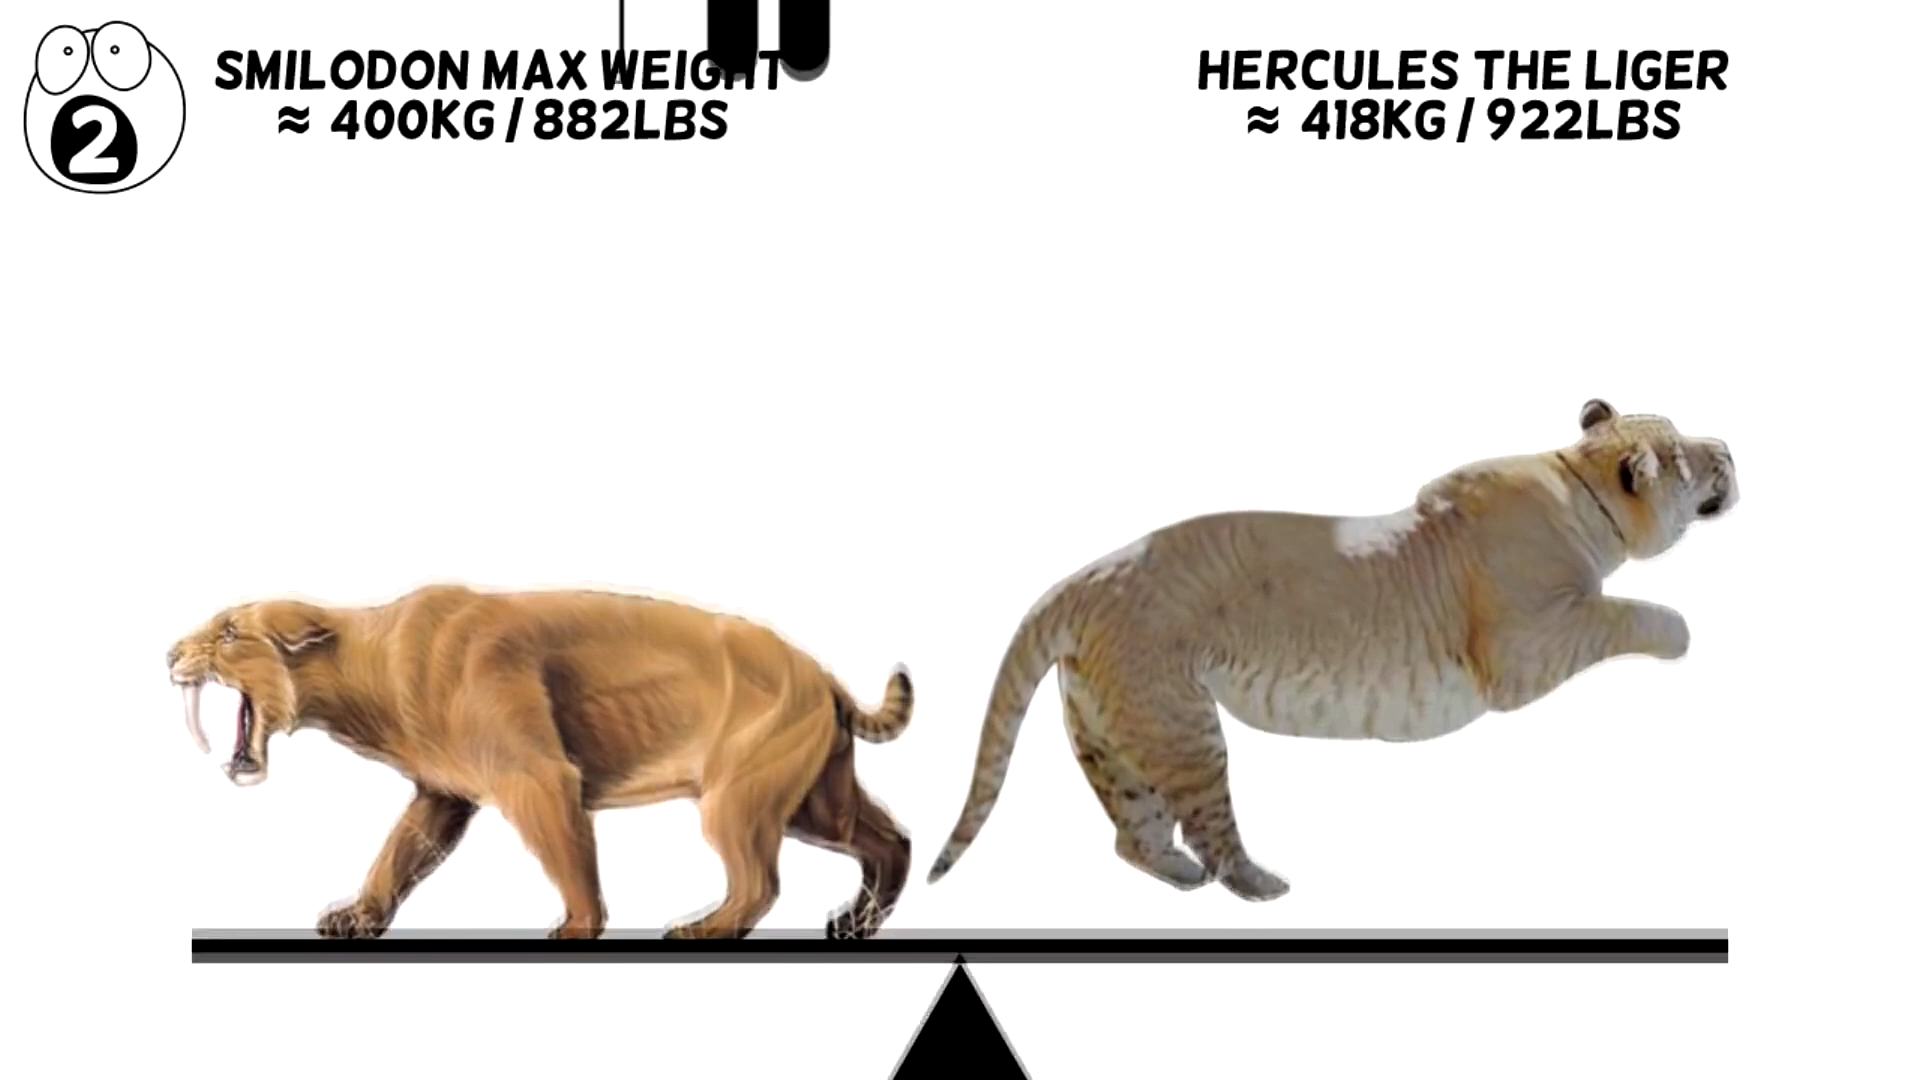 2
SMILODON MAX WEIGHT
≈ 400KG / 882LBS
HERCULES THE LIGER
≈ 418KG / 922LBS